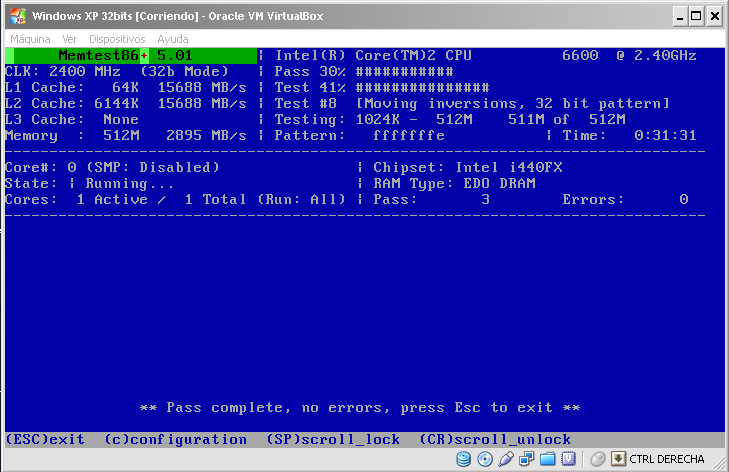 Windows XP 32bits [Corriendo] - Oracle VM VirtualBox
Máquina Ver Dispositivos Ayuda
Memtest86+ 5.01 | Intel(R) Core(TM)2 CPU 6600 @ 2.40GHz
CLK: 2400 MHz (32b Mode) | Pass 30% ###########
L1 Cache: 64K 15688 MB/s | Test 41% ###############
L2 Cache: 6144K 15688 MB/s | Test #8 [Moving inversions, 32 bit pattern]
L3 Cache: None | Testing: 1024K - 512M 511M of 512M
Memory : 512M 2895 MB/s | Pattern: fffffffe | Time: 0:31:31
Core#: 0 (SMP: Disabled) | Chipset: Intel i440FX
State: | Running... | RAM Type: EDO DRAM
Cores: 1 Active / 1 Total (Run: All) | Pass: 3 Errors: 0
** Pass complete, no errors, press Esc to exit **
(ESC)exit (c)configuration (SP)scroll_lock (CR)scroll_unlock
CTRL DERECHA